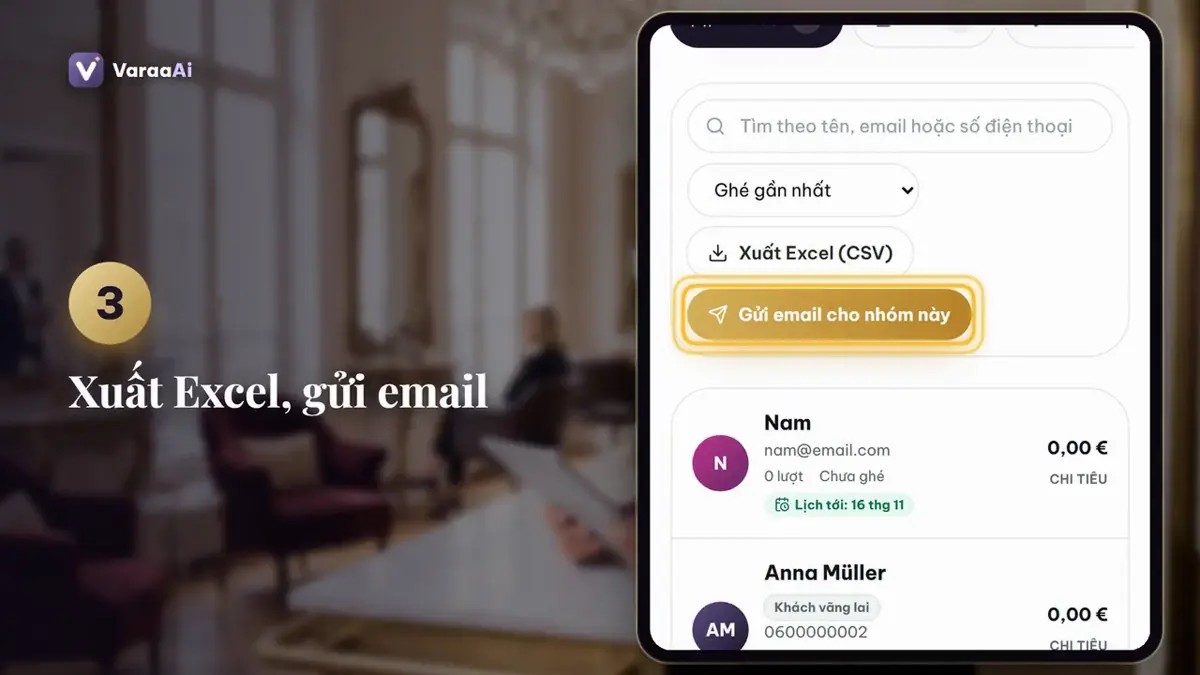 VaraaAi
3
Xuất Excel, gửi email
Tìm theo tên, email hoặc số điện thoại
Ghé gần nhất
Xuất Excel (CSV)
Gửi email cho nhóm này
N
Nam
nam@email.com
0 lượt Chưa ghé
Lịch tới: 16 thg 11
0,00 €
CHI TIÊU
AM
Anna Müller
Khách vãng lai
0600000002
0,00 €
CHI TIÊU